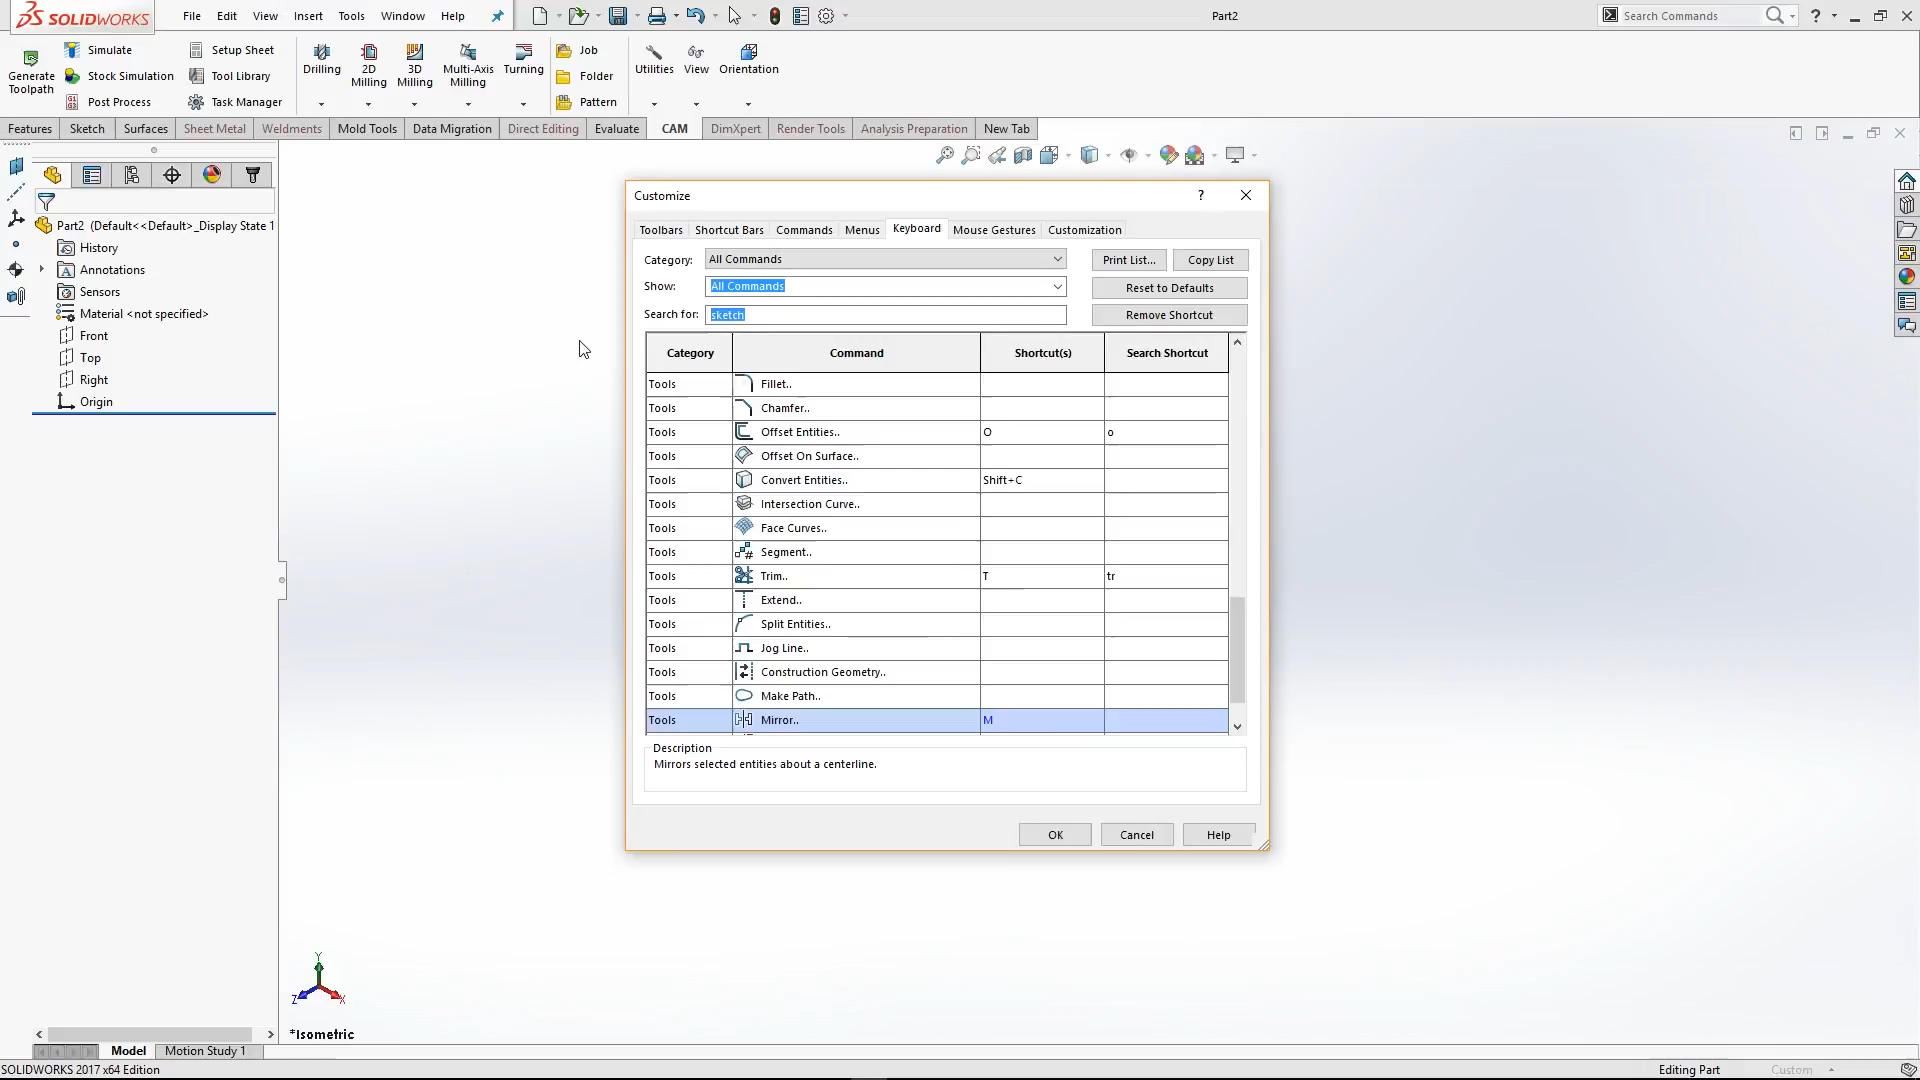 SOLIDWORKS
File Edit View Insert Tools Window Help
Part2
Search Commands
?
Generate Toolpath
Simulate
Stock Simulation
Post Process
Setup Sheet
Tool Library
Task Manager
Drilling
2D Milling
3D Milling
Multi-Axis Milling
Turning
Job
Folder
Pattern
Utilities
View
Orientation
Features Sketch Surfaces Sheet Metal Weldments Mold Tools Data Migration Direct Editing Evaluate CAM DimXpert Render Tools Analysis Preparation New Tab
Part2 (Default<<Default>_Display State 1
History
Annotations
Sensors
Material <not specified>
Front
Top
Right
Origin
Customize
?
Toolbars Shortcut Bars Commands Menus Keyboard Mouse Gestures Customization
Category: All Commands Print List... Copy List
Show: All Commands Reset to Defaults
Search for: sketch Remove Shortcut
Category Command Shortcut(s) Search Shortcut
Tools Fillet..
Tools Chamfer..
Tools Offset Entities.. O o
Tools Offset On Surface..
Tools Convert Entities.. Shift+C
Tools Intersection Curve..
Tools Face Curves..
Tools Segment..
Tools Trim.. T tr
Tools Extend..
Tools Split Entities..
Tools Jog Line..
Tools Construction Geometry..
Tools Make Path..
Tools Mirror.. M
Description
Mirrors selected entities about a centerline.
OK Cancel Help
Y
Z X
*Isometric
Model Motion Study 1
SOLIDWORKS 2017 x64 Edition
Editing Part Custom